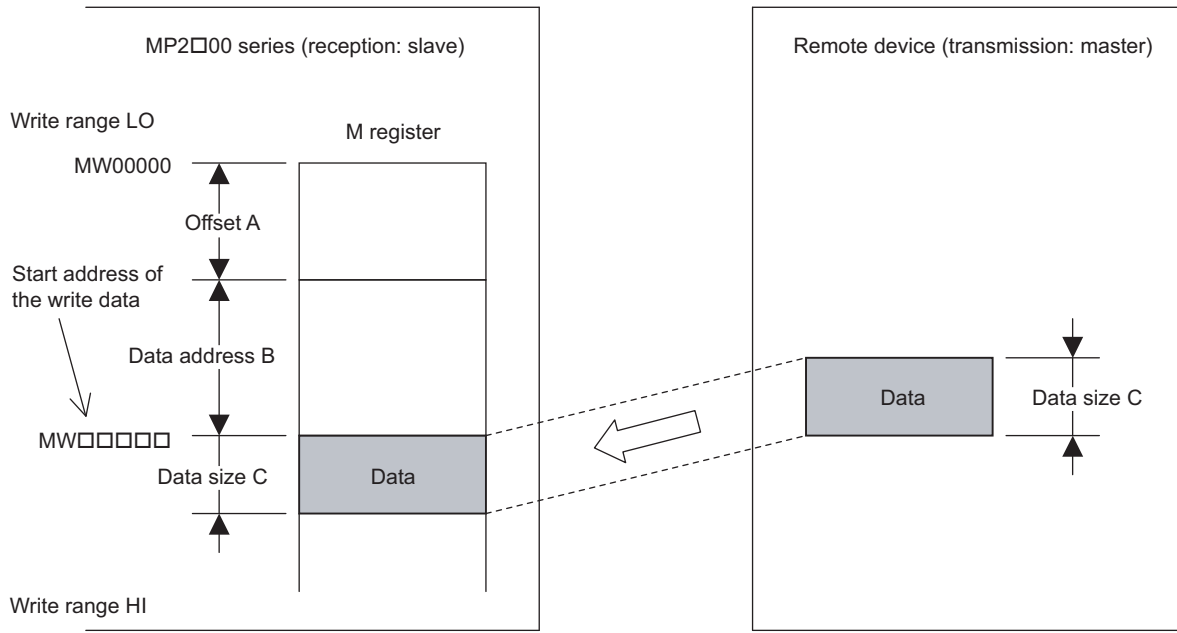 MP2□00 series (reception: slave)
Remote device (transmission: master)
Write range LO
M register
MW00000
Offset A
Start address of
the write data
Data address B
Data
Data size C
MW□□□□□
Data size C
Data
Write range HI